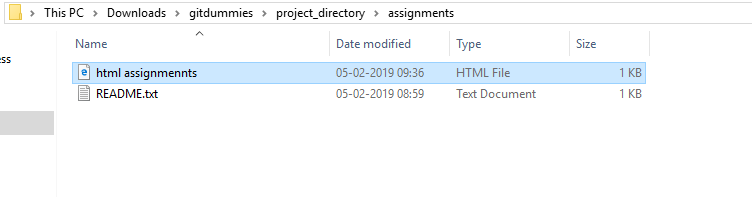 This PC > Downloads > gitdummies > project_directory > assignments
Name Date modified Type Size
ess
html assignmennts 05-02-2019 09:36 HTML File 1 KB
README.txt 05-02-2019 08:59 Text Document 1 KB